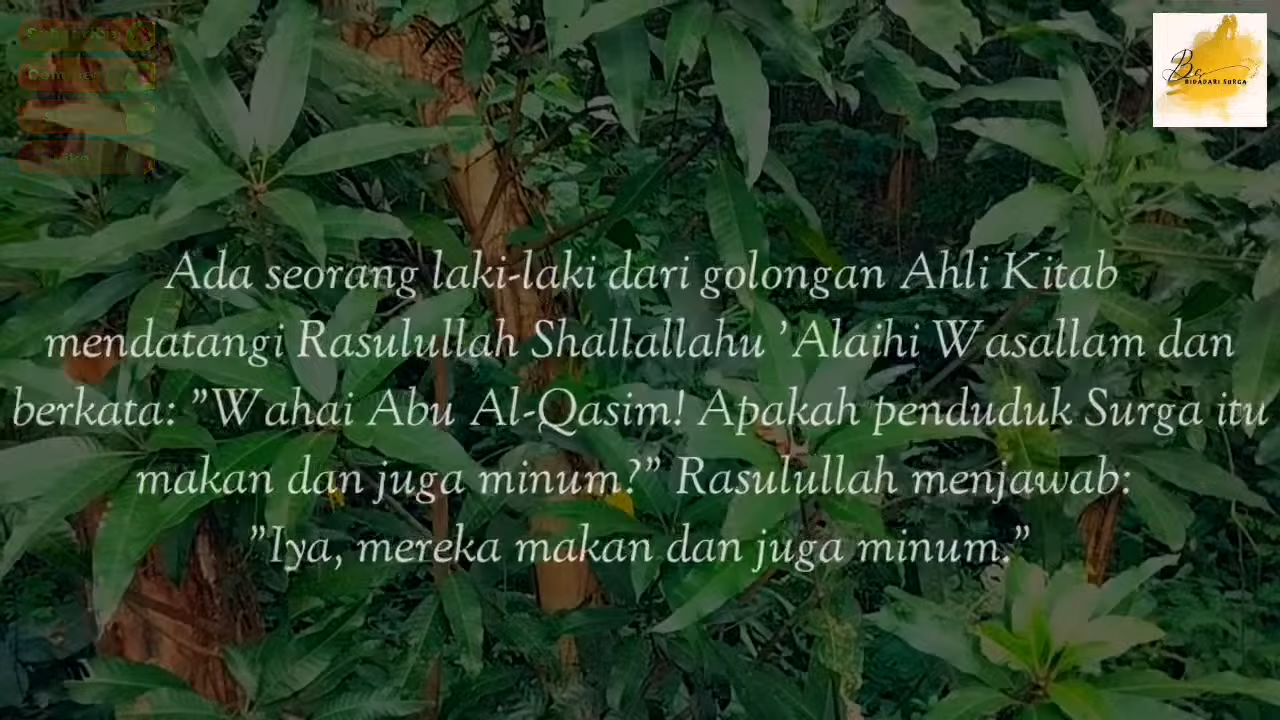 BIDADARI SURGA
Ada seorang laki-laki dari golongan Ahli Kitab
mendatangi Rasulullah Shallallahu 'Alaihi Wasallam dan
berkata: "Wahai Abu Al-Qasim! Apakah penduduk Surga itu
makan dan juga minum?" Rasulullah menjawab:
"Iya, mereka makan dan juga minum."